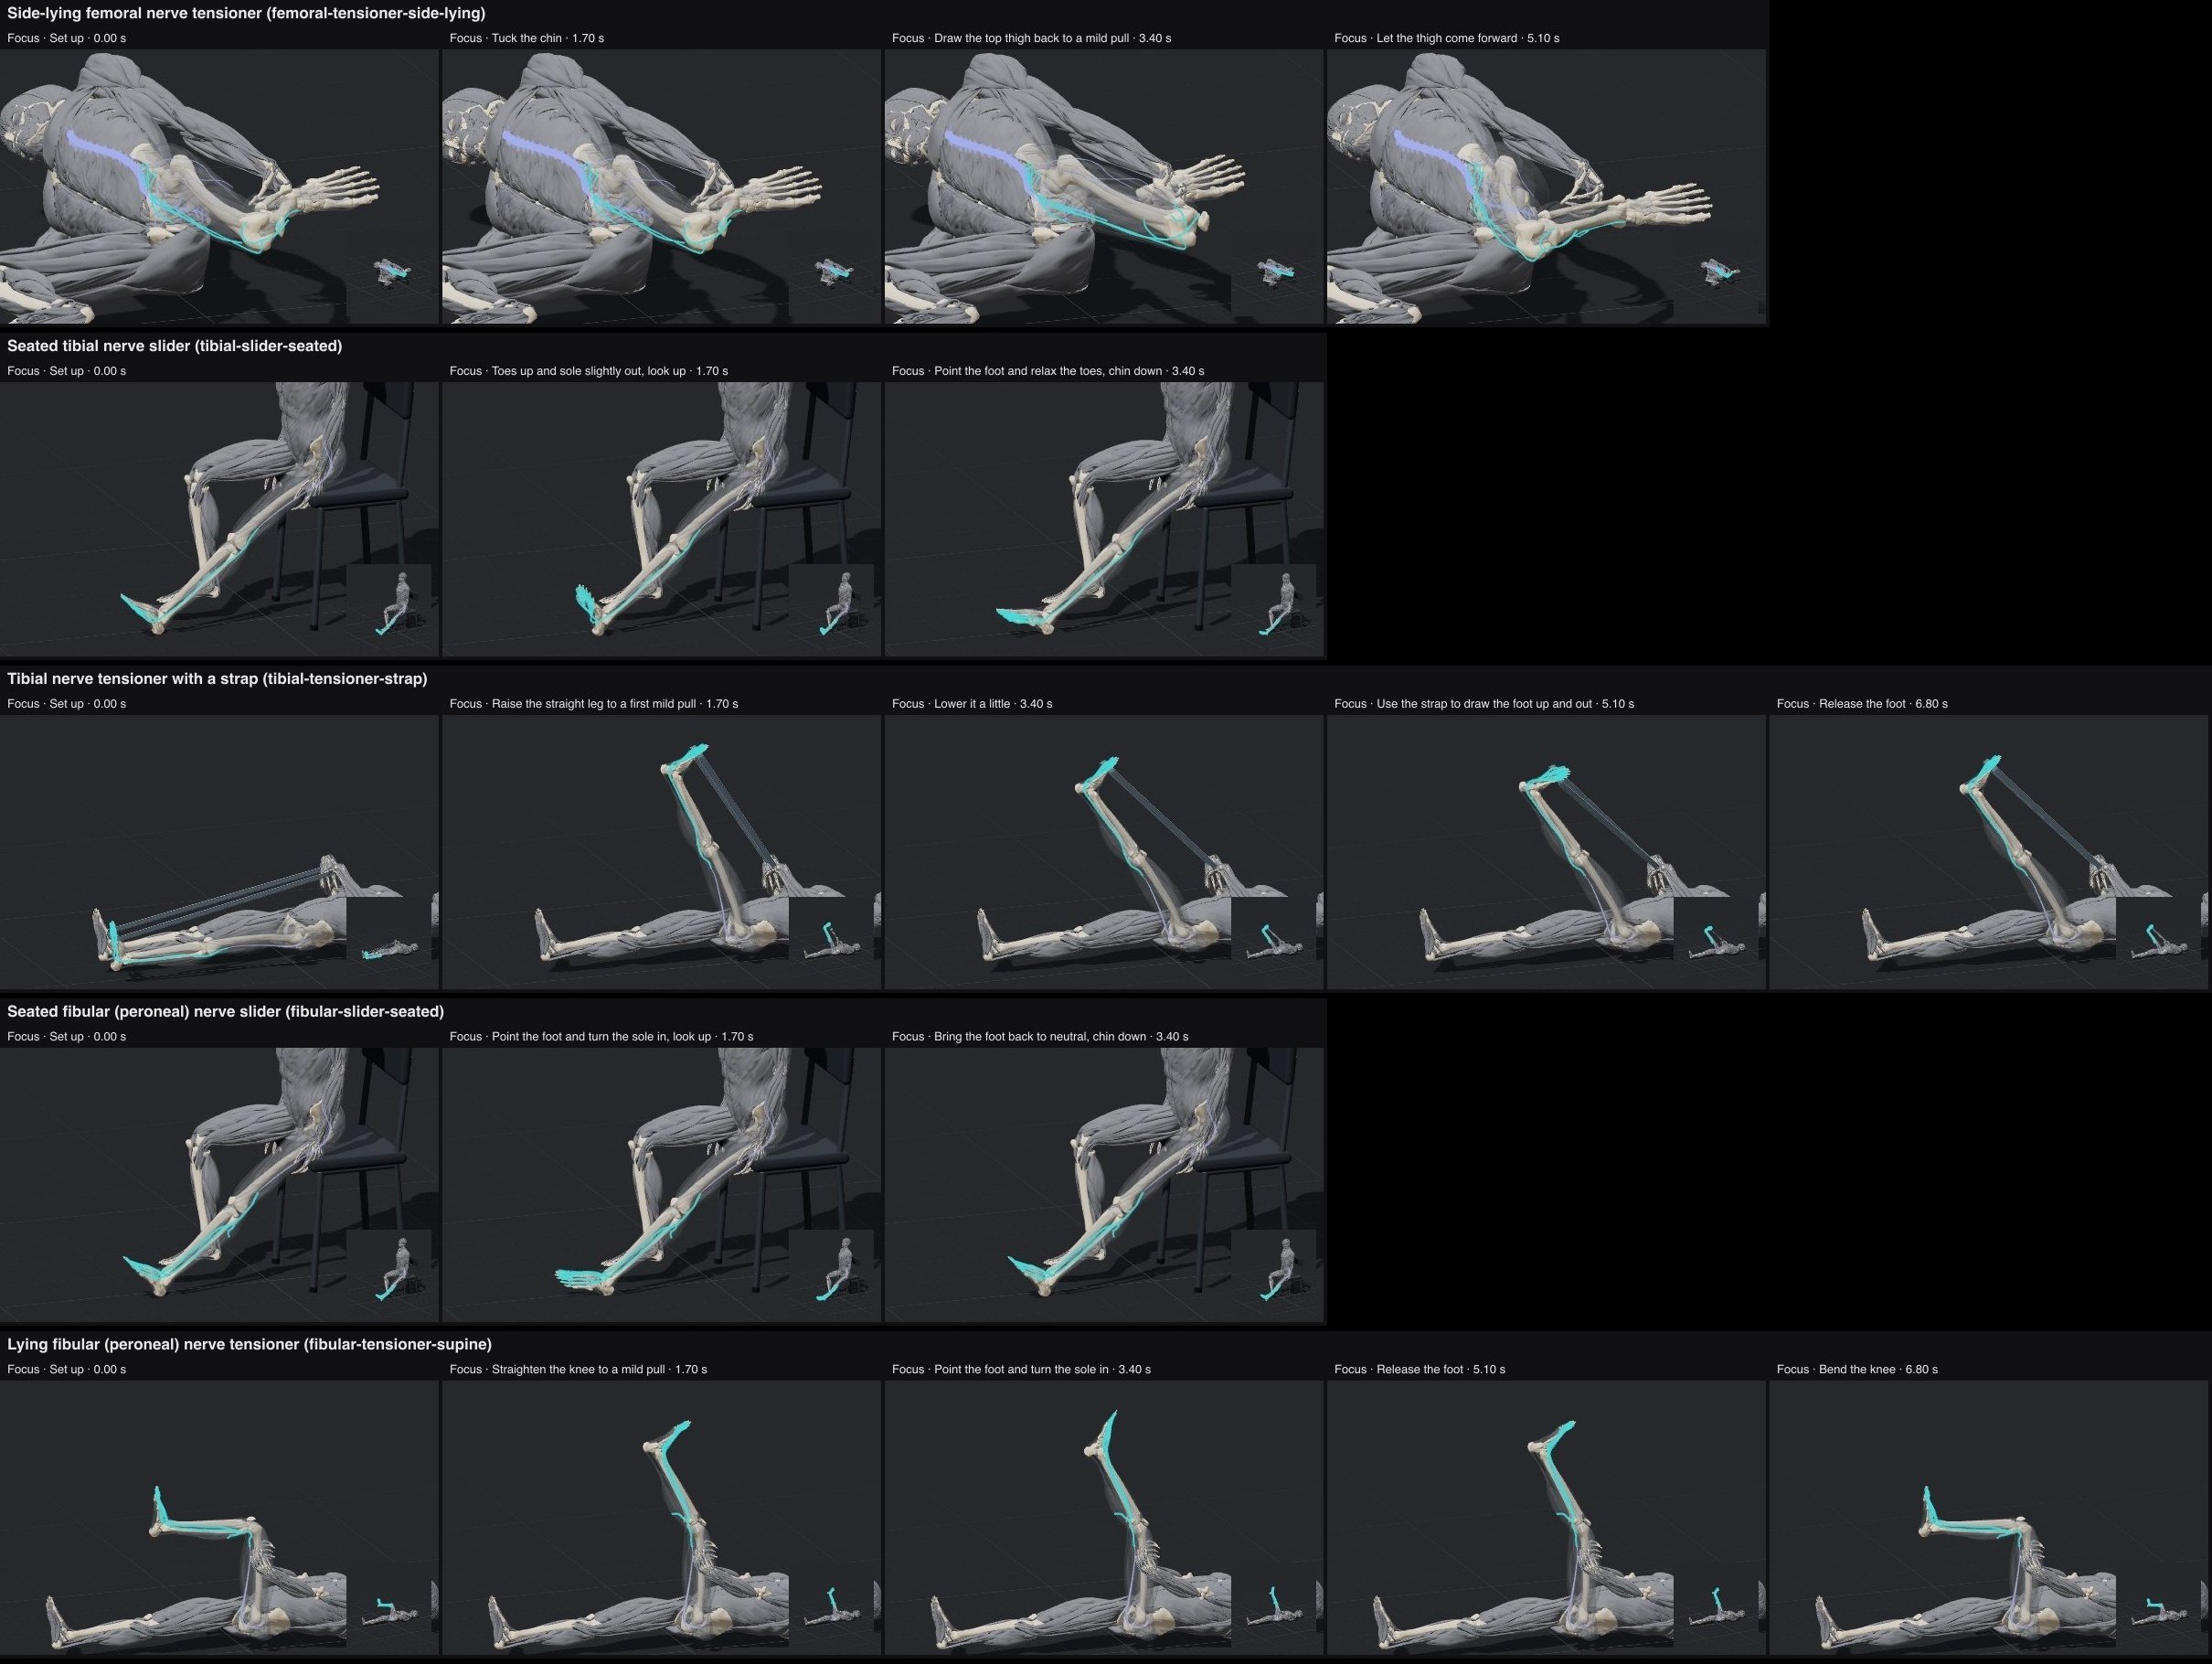 Side-lying femoral nerve tensioner (femoral-tensioner-side-lying)
Focus · Set up · 0.00 s
Focus · Tuck the chin · 1.70 s
Focus · Draw the top thigh back to a mild pull · 3.40 s
Focus · Let the thigh come forward · 5.10 s
Seated tibial nerve slider (tibial-slider-seated)
Focus · Set up · 0.00 s
Focus · Toes up and sole slightly out, look up · 1.70 s
Focus · Point the foot and relax the toes, chin down · 3.40 s
Tibial nerve tensioner with a strap (tibial-tensioner-strap)
Focus · Set up · 0.00 s
Focus · Raise the straight leg to a first mild pull · 1.70 s
Focus · Lower it a little · 3.40 s
Focus · Use the strap to draw the foot up and out · 5.10 s
Focus · Release the foot · 6.80 s
Seated fibular (peroneal) nerve slider (fibular-slider-seated)
Focus · Set up · 0.00 s
Focus · Point the foot and turn the sole in, look up · 1.70 s
Focus · Bring the foot back to neutral, chin down · 3.40 s
Lying fibular (peroneal) nerve tensioner (fibular-tensioner-supine)
Focus · Set up · 0.00 s
Focus · Straighten the knee to a mild pull · 1.70 s
Focus · Point the foot and turn the sole in · 3.40 s
Focus · Release the foot · 5.10 s
Focus · Bend the knee · 6.80 s